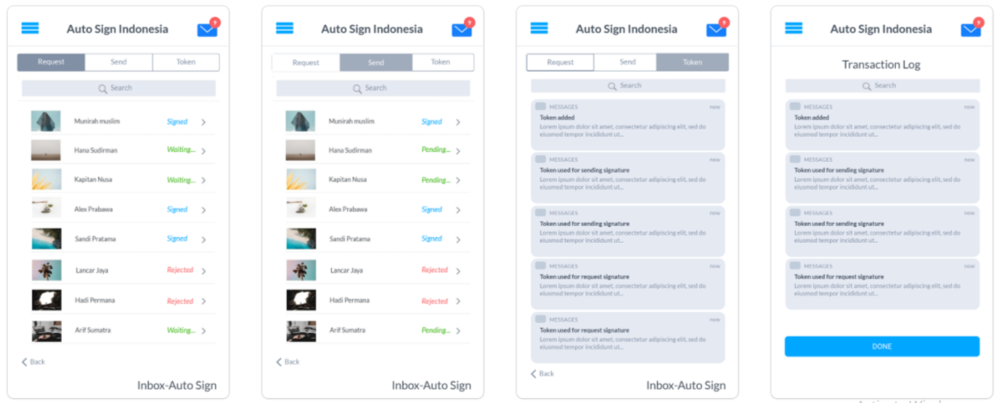 Auto Sign Indonesia
9
Request Send Token
Search
Munirah muslim Signed
Hana Sudirman Waiting...
Kapitan Nusa Waiting...
Alex Prabawa Signed
Sandi Pratama Signed
Lancar Jaya Rejected
Hadi Permana Rejected
Arif Sumatra Waiting...
Back
Inbox-Auto Sign
Auto Sign Indonesia
9
Request Send Token
Search
Munirah muslim Signed
Hana Sudirman Pending...
Kapitan Nusa Pending...
Alex Prabawa Signed
Sandi Pratama Signed
Lancar Jaya Rejected
Hadi Permana Rejected
Arif Sumatra Pending...
Back
Inbox-Auto Sign
Auto Sign Indonesia
9
Request Send Token
Search
MESSAGES now
Token added
Lorem ipsum dolor sit amet, consectetur adipiscing elit, sed do
eiusmod tempor incididunt ut...
MESSAGES now
Token used for sending signature
Lorem ipsum dolor sit amet, consectetur adipiscing elit, sed do
eiusmod tempor incididunt ut...
MESSAGES now
Token used for sending signature
Lorem ipsum dolor sit amet, consectetur adipiscing elit, sed do
eiusmod tempor incididunt ut...
MESSAGES now
Token used for request signature
Lorem ipsum dolor sit amet, consectetur adipiscing elit, sed do
eiusmod tempor incididunt ut...
MESSAGES now
Token used for request signature
Lorem ipsum dolor sit amet, consectetur adipiscing elit, sed do
eiusmod tempor incididunt ut...
Back
Inbox-Auto Sign
Auto Sign Indonesia
9
Transaction Log
Search
MESSAGES now
Token added
Lorem ipsum dolor sit amet, consectetur adipiscing elit, sed do
eiusmod tempor incididunt ut...
MESSAGES now
Token used for sending signature
Lorem ipsum dolor sit amet, consectetur adipiscing elit, sed do
eiusmod tempor incididunt ut...
MESSAGES now
Token used for sending signature
Lorem ipsum dolor sit amet, consectetur adipiscing elit, sed do
eiusmod tempor incididunt ut...
MESSAGES now
Token used for request signature
Lorem ipsum dolor sit amet, consectetur adipiscing elit, sed do
eiusmod tempor incididunt ut...
DONE